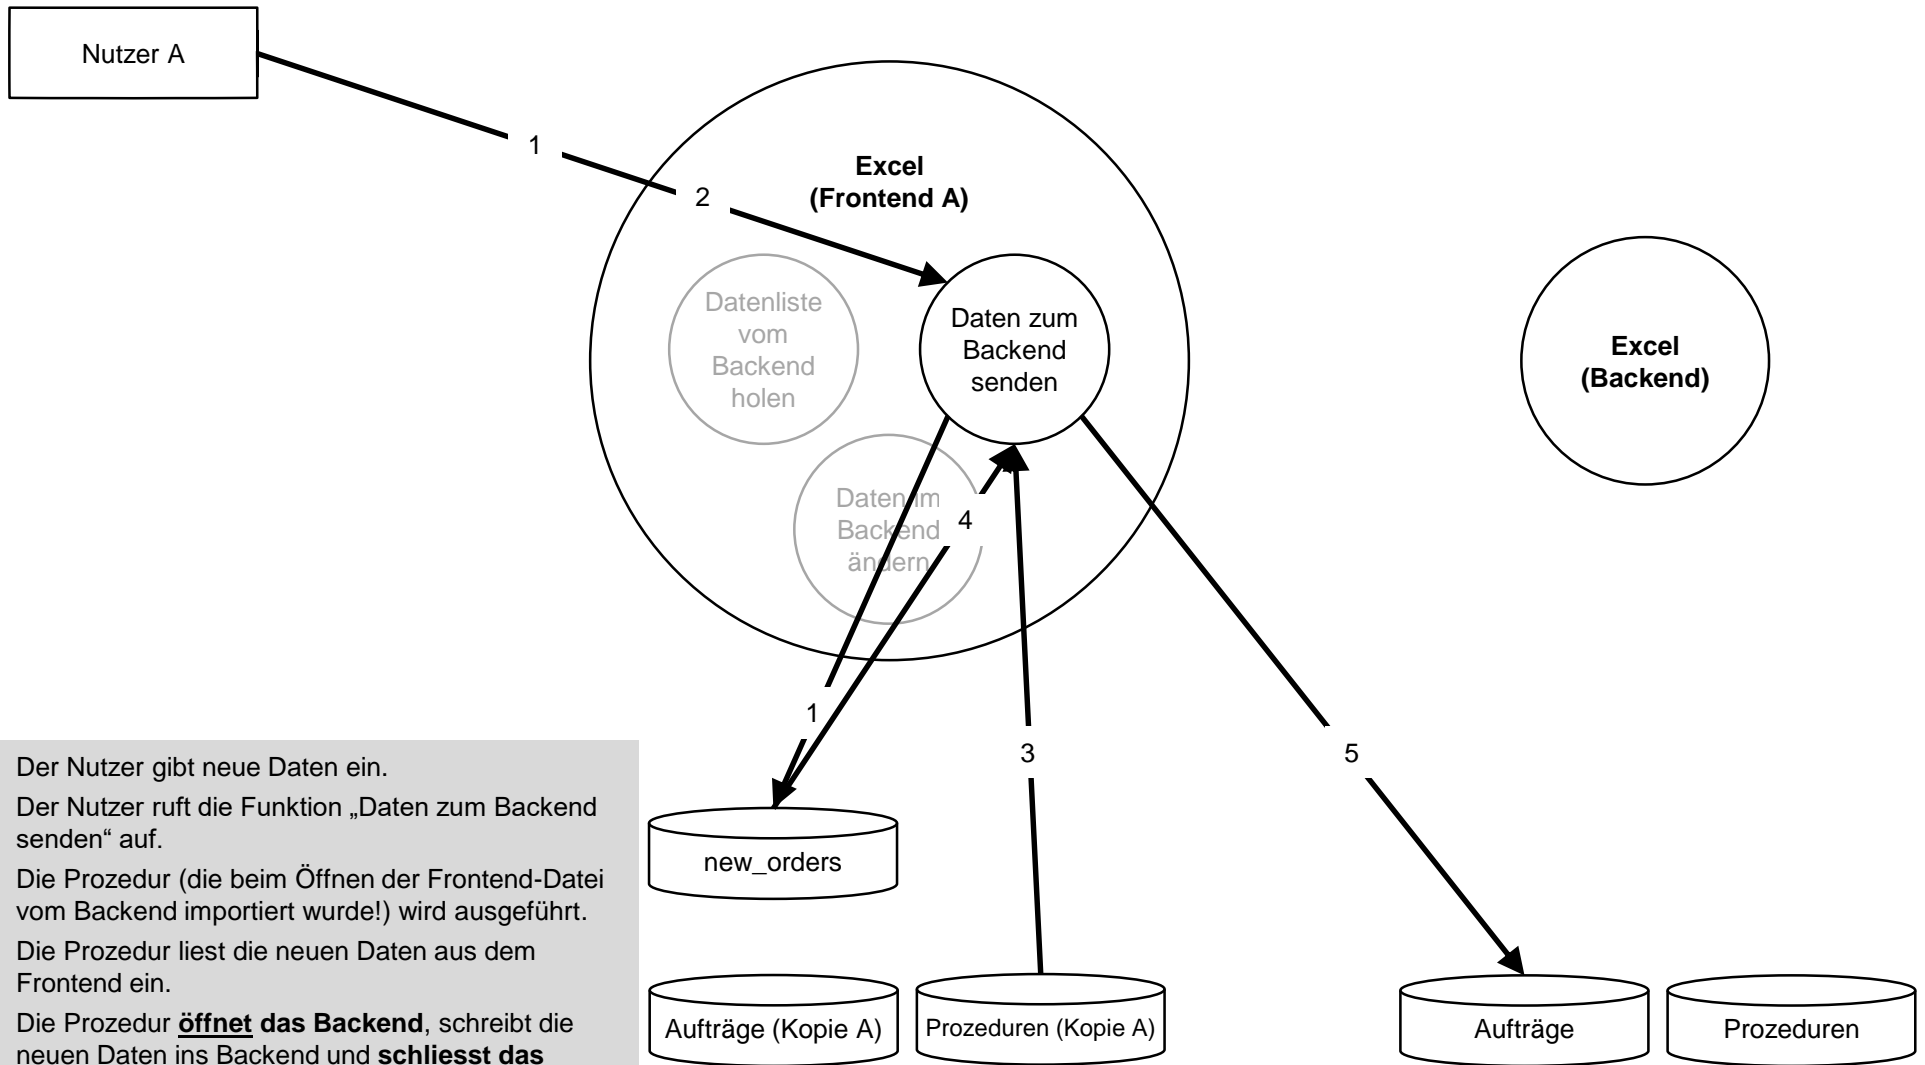 Nutzer A
1
2
Excel
(Frontend A)
Datenliste
vom
Backend
holen
Daten zum
Backend
senden
Excel
(Backend)
Daten im
Backend
ändern
4
1
3
5
Der Nutzer gibt neue Daten ein.
Der Nutzer ruft die Funktion „Daten zum Backend
senden“ auf.
Die Prozedur (die beim Öffnen der Frontend-Datei
vom Backend importiert wurde!) wird ausgeführt.
Die Prozedur liest die neuen Daten aus dem
Frontend ein.
Die Prozedur öffnet das Backend, schreibt die
neuen Daten ins Backend und schliesst das
new_orders
Aufträge (Kopie A)
Prozeduren (Kopie A)
Aufträge
Prozeduren